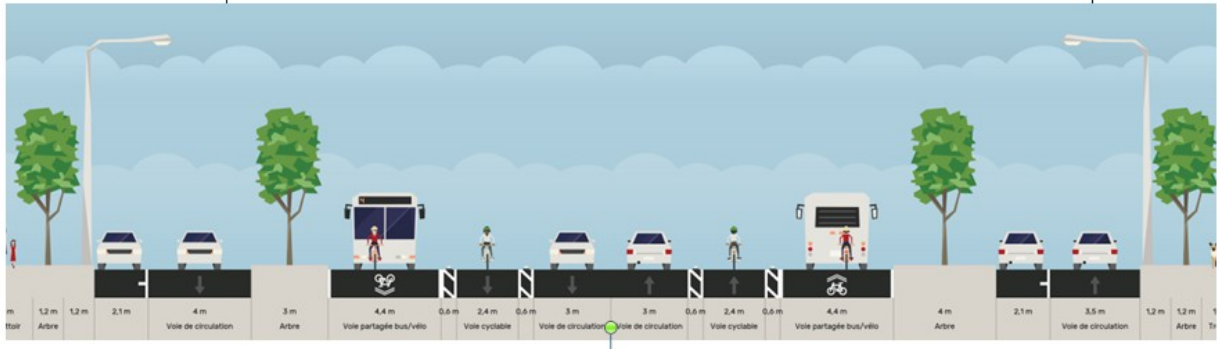 m 1,2 m 1,2 m 2,1 m 4 m 3 m 4,4 m 0,6 m 2,4 m 0,6 m 3 m 3 m 0,6 m 2,4 m 0,6 m 4,4 m 4 m 2,1 m 3,5 m 1,2 m 1,2 m 1
ttoir Arbre Voie de circulation Arbre Voie partagée bus/vélo Voie cyclable Voie de circulation Voie de circulation Voie cyclable Voie partagée bus/vélo Arbre Voie de circulation Arbre Tr